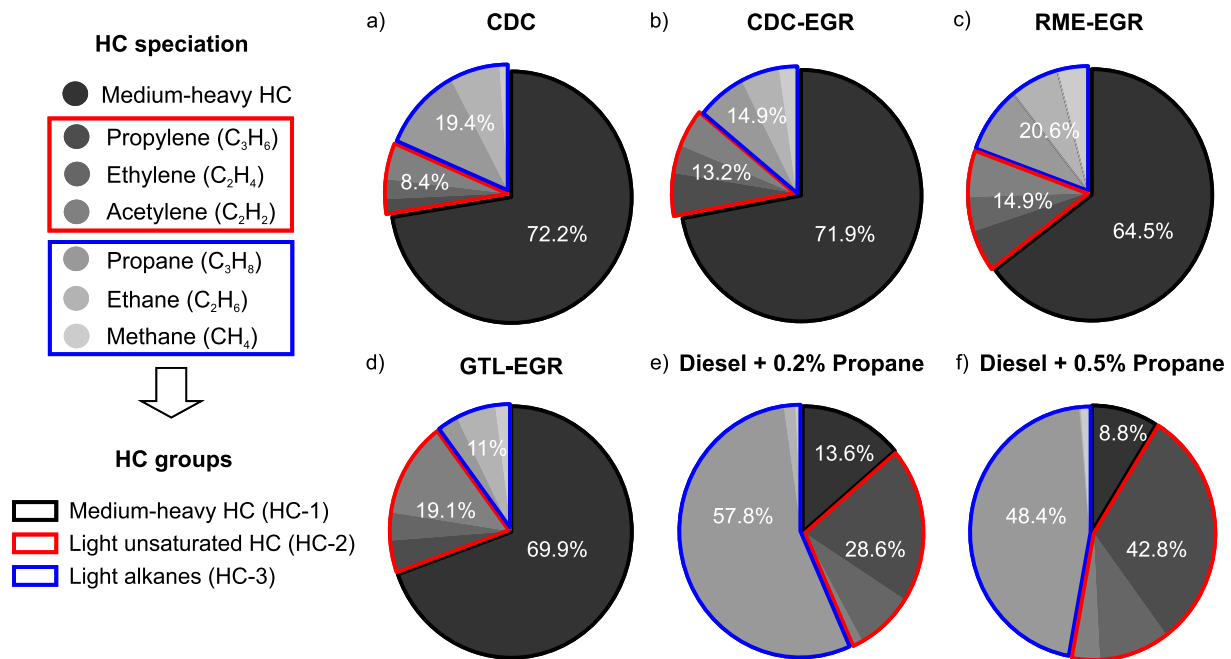 HC speciation
Medium-heavy HC
Propylene (C₃H₆)
Ethylene (C₂H₄)
Acetylene (C₂H₂)
Propane (C₃H₈)
Ethane (C₂H₆)
Methane (CH₄)
HC groups
Medium-heavy HC (HC-1)
Light unsaturated HC (HC-2)
Light alkanes (HC-3)
a) CDC
19.4%
8.4%
72.2%
b) CDC-EGR
14.9%
13.2%
71.9%
c) RME-EGR
20.6%
14.9%
64.5%
d) GTL-EGR
11%
19.1%
69.9%
e) Diesel + 0.2% Propane
13.6%
57.8%
28.6%
f) Diesel + 0.5% Propane
8.8%
48.4%
42.8%